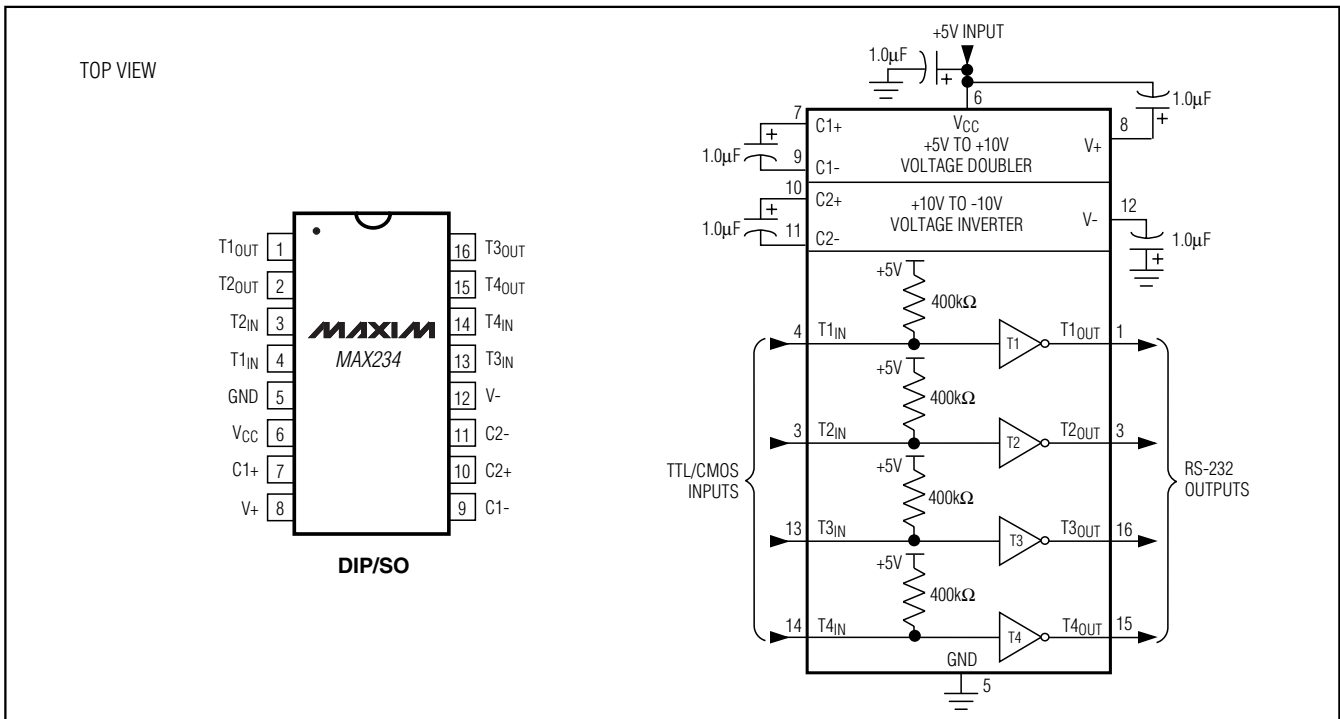 TOP VIEW
T1OUT 1
T2OUT 2
T2IN 3
T1IN 4
GND 5
VCC 6
C1+ 7
V+ 8
MAXIM
MAX234
16 T3OUT
15 T4OUT
14 T4IN
13 T3IN
12 V-
11 C2-
10 C2+
9 C1-
DIP/SO
+5V INPUT
1.0μF
+
6
1.0μF
+
7
C1+
+
1.0μF
9
C1-
VCC
+5V TO +10V
VOLTAGE DOUBLER
V+
8
10
C2+
+
1.0μF
11
C2-
+10V TO -10V
VOLTAGE INVERTER
V-
12
1.0μF
+
+5V
400kΩ
4 T1IN T1 T1OUT 1
+5V
400kΩ
3 T2IN T2 T2OUT 3
+5V
400kΩ
13 T3IN T3 T3OUT 16
+5V
400kΩ
14 T4IN T4 T4OUT 15
TTL/CMOS
INPUTS
RS-232
OUTPUTS
GND
5